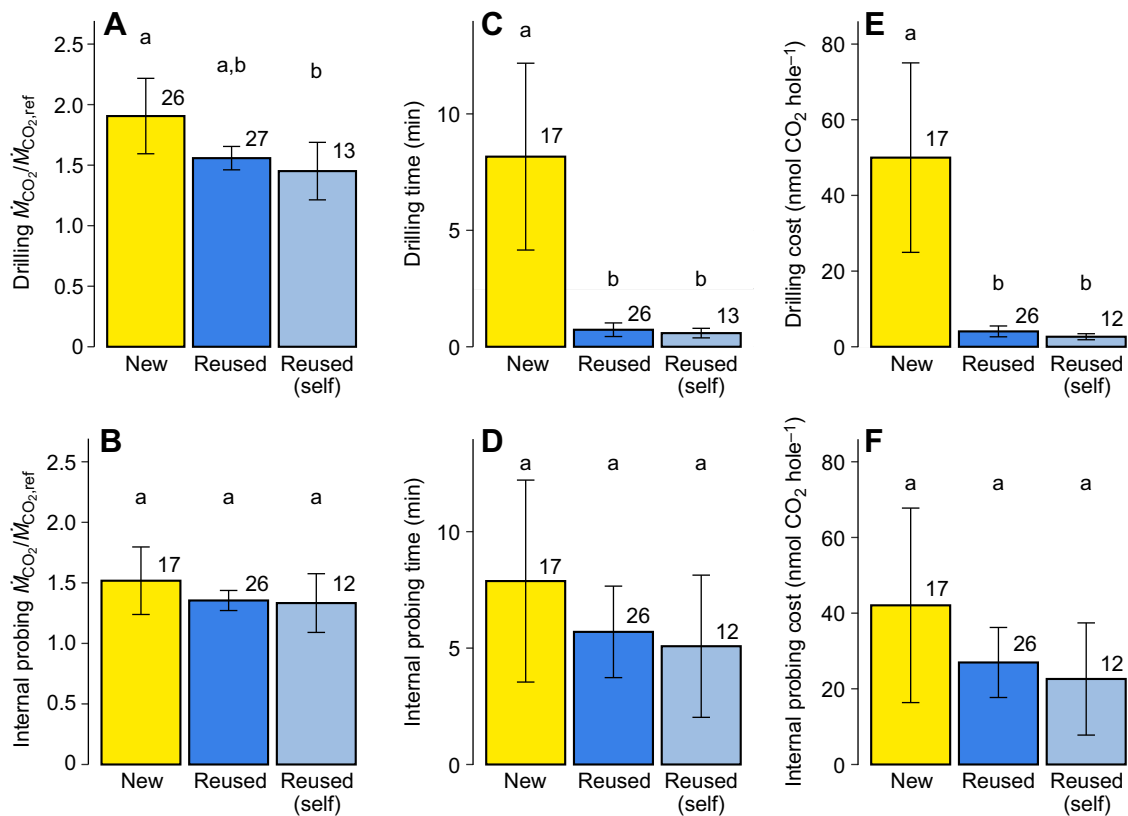 A
Drilling ṀCO₂/ṀCO₂,ref
2.5
2.0
1.5
1.0
0.5
0
a
a,b
b
26
27
13
New
Reused
Reused
(self)
C
Drilling time (min)
10
5
0
a
b
b
17
26
13
New
Reused
Reused
(self)
E
Drilling cost (nmol CO₂ hole⁻¹)
80
60
40
20
0
a
b
b
17
26
12
New
Reused
Reused
(self)
B
Internal probing ṀCO₂/ṀCO₂,ref
2.5
2.0
1.5
1.0
0.5
0
a
a
a
17
26
12
New
Reused
Reused
(self)
D
Internal probing time (min)
10
5
0
a
a
a
17
26
12
New
Reused
Reused
(self)
F
Internal probing cost (nmol CO₂ hole⁻¹)
80
60
40
20
0
a
a
a
17
26
12
New
Reused
Reused
(self)